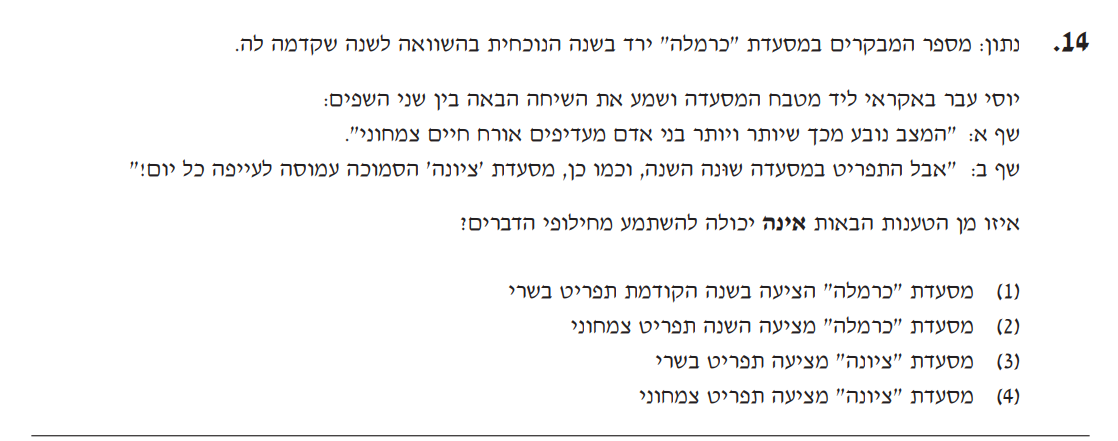 14. נתון: מספר המבקרים במסעדת "כרמלה" ירד בשנה הנוכחית בהשוואה לשנה שקדמה לה.
יוסי עבר באקראי ליד מטבח המסעדה ושמע את השיחה הבאה בין שני השפים:
שף א: "המצב נובע מכך שיותר ויותר בני אדם מעדיפים אורח חיים צמחוני".
שף ב: "אבל התפריט במסעדה שוּנה השנה, וכמו כן, מסעדת 'ציונה' הסמוכה עמוסה לעייפה כל יום!"
איזו מן הטענות הבאות אינה יכולה להשתמע מחילופי הדברים?
(1) מסעדת "כרמלה" הציעה בשנה הקודמת תפריט בשרי
(2) מסעדת "כרמלה" מציעה השנה תפריט צמחוני
(3) מסעדת "ציונה" מציעה תפריט בשרי
(4) מסעדת "ציונה" מציעה תפריט צמחוני